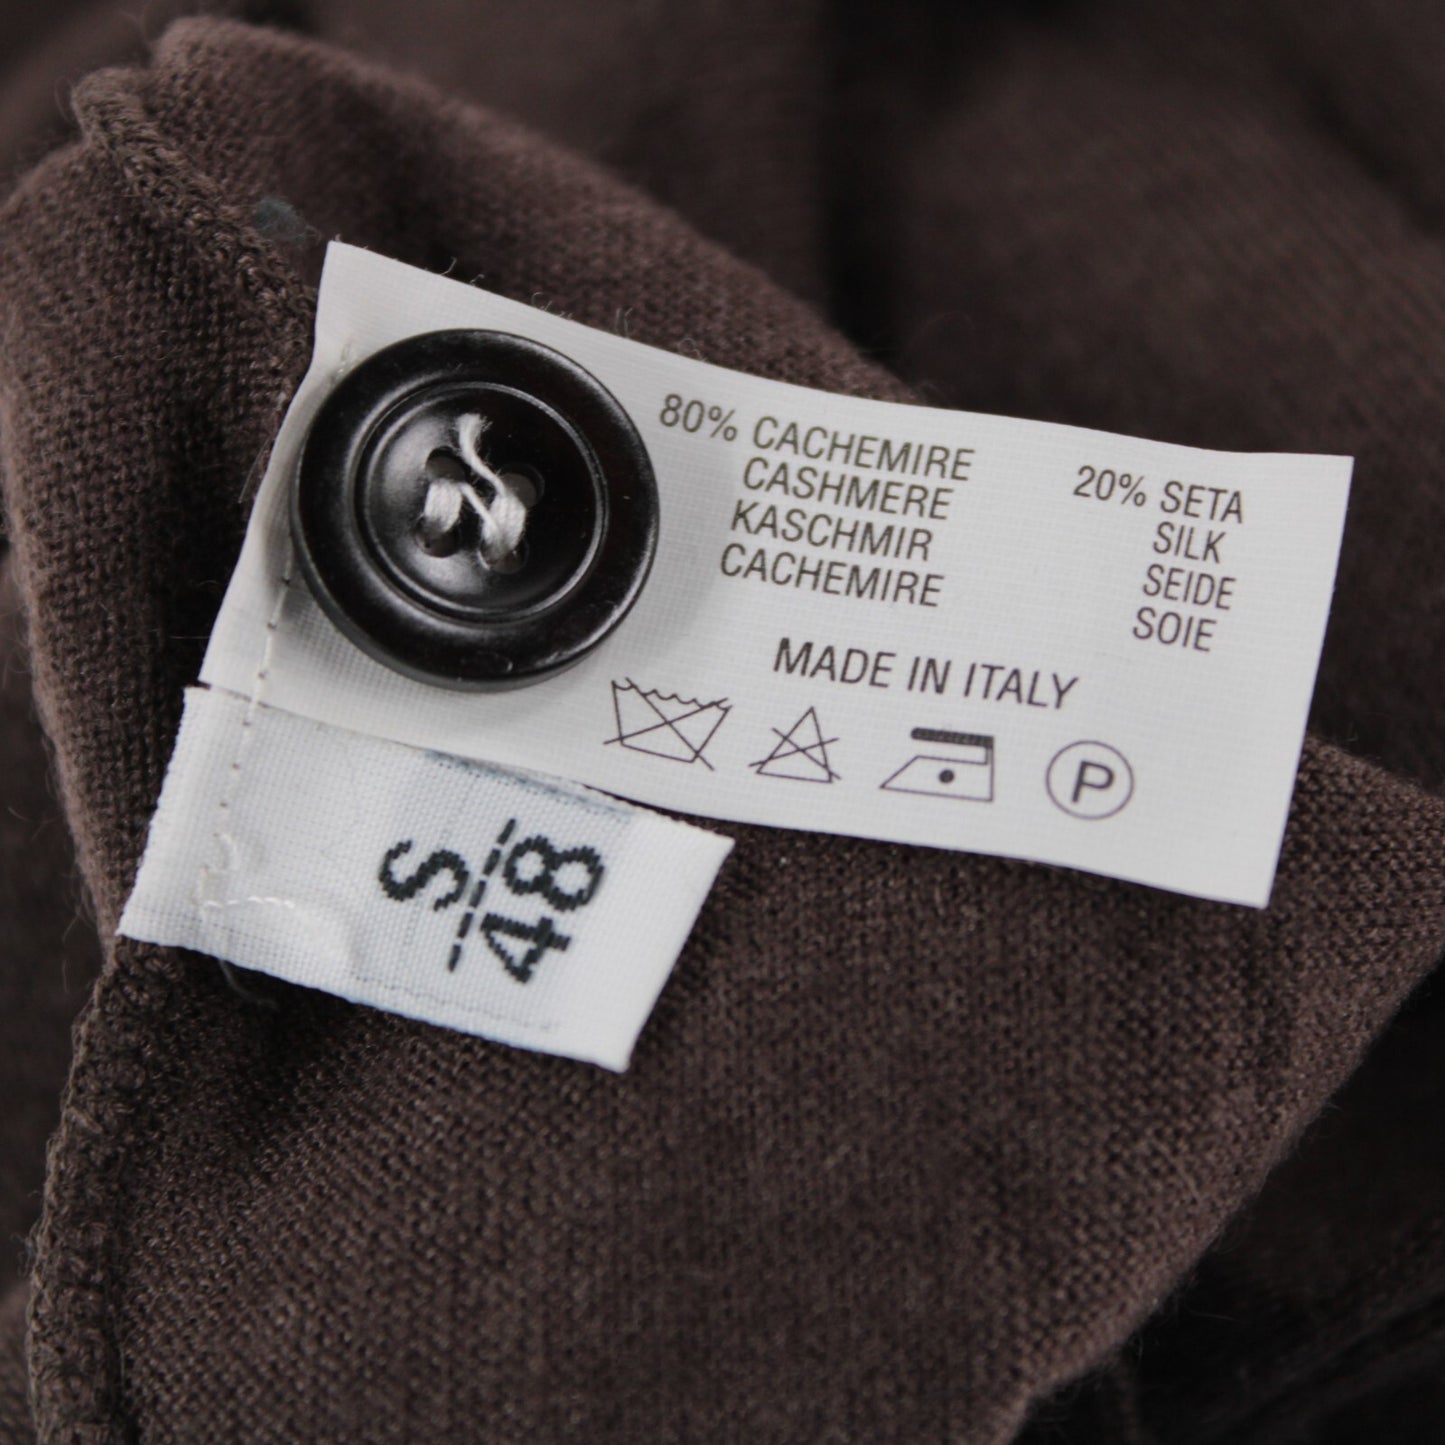 80% CACHEMIRE
CASHMERE
KASCHMIR
CACHEMIRE
20% SETA
SILK
SEIDE
SOIE
MADE IN ITALY
P
S
48